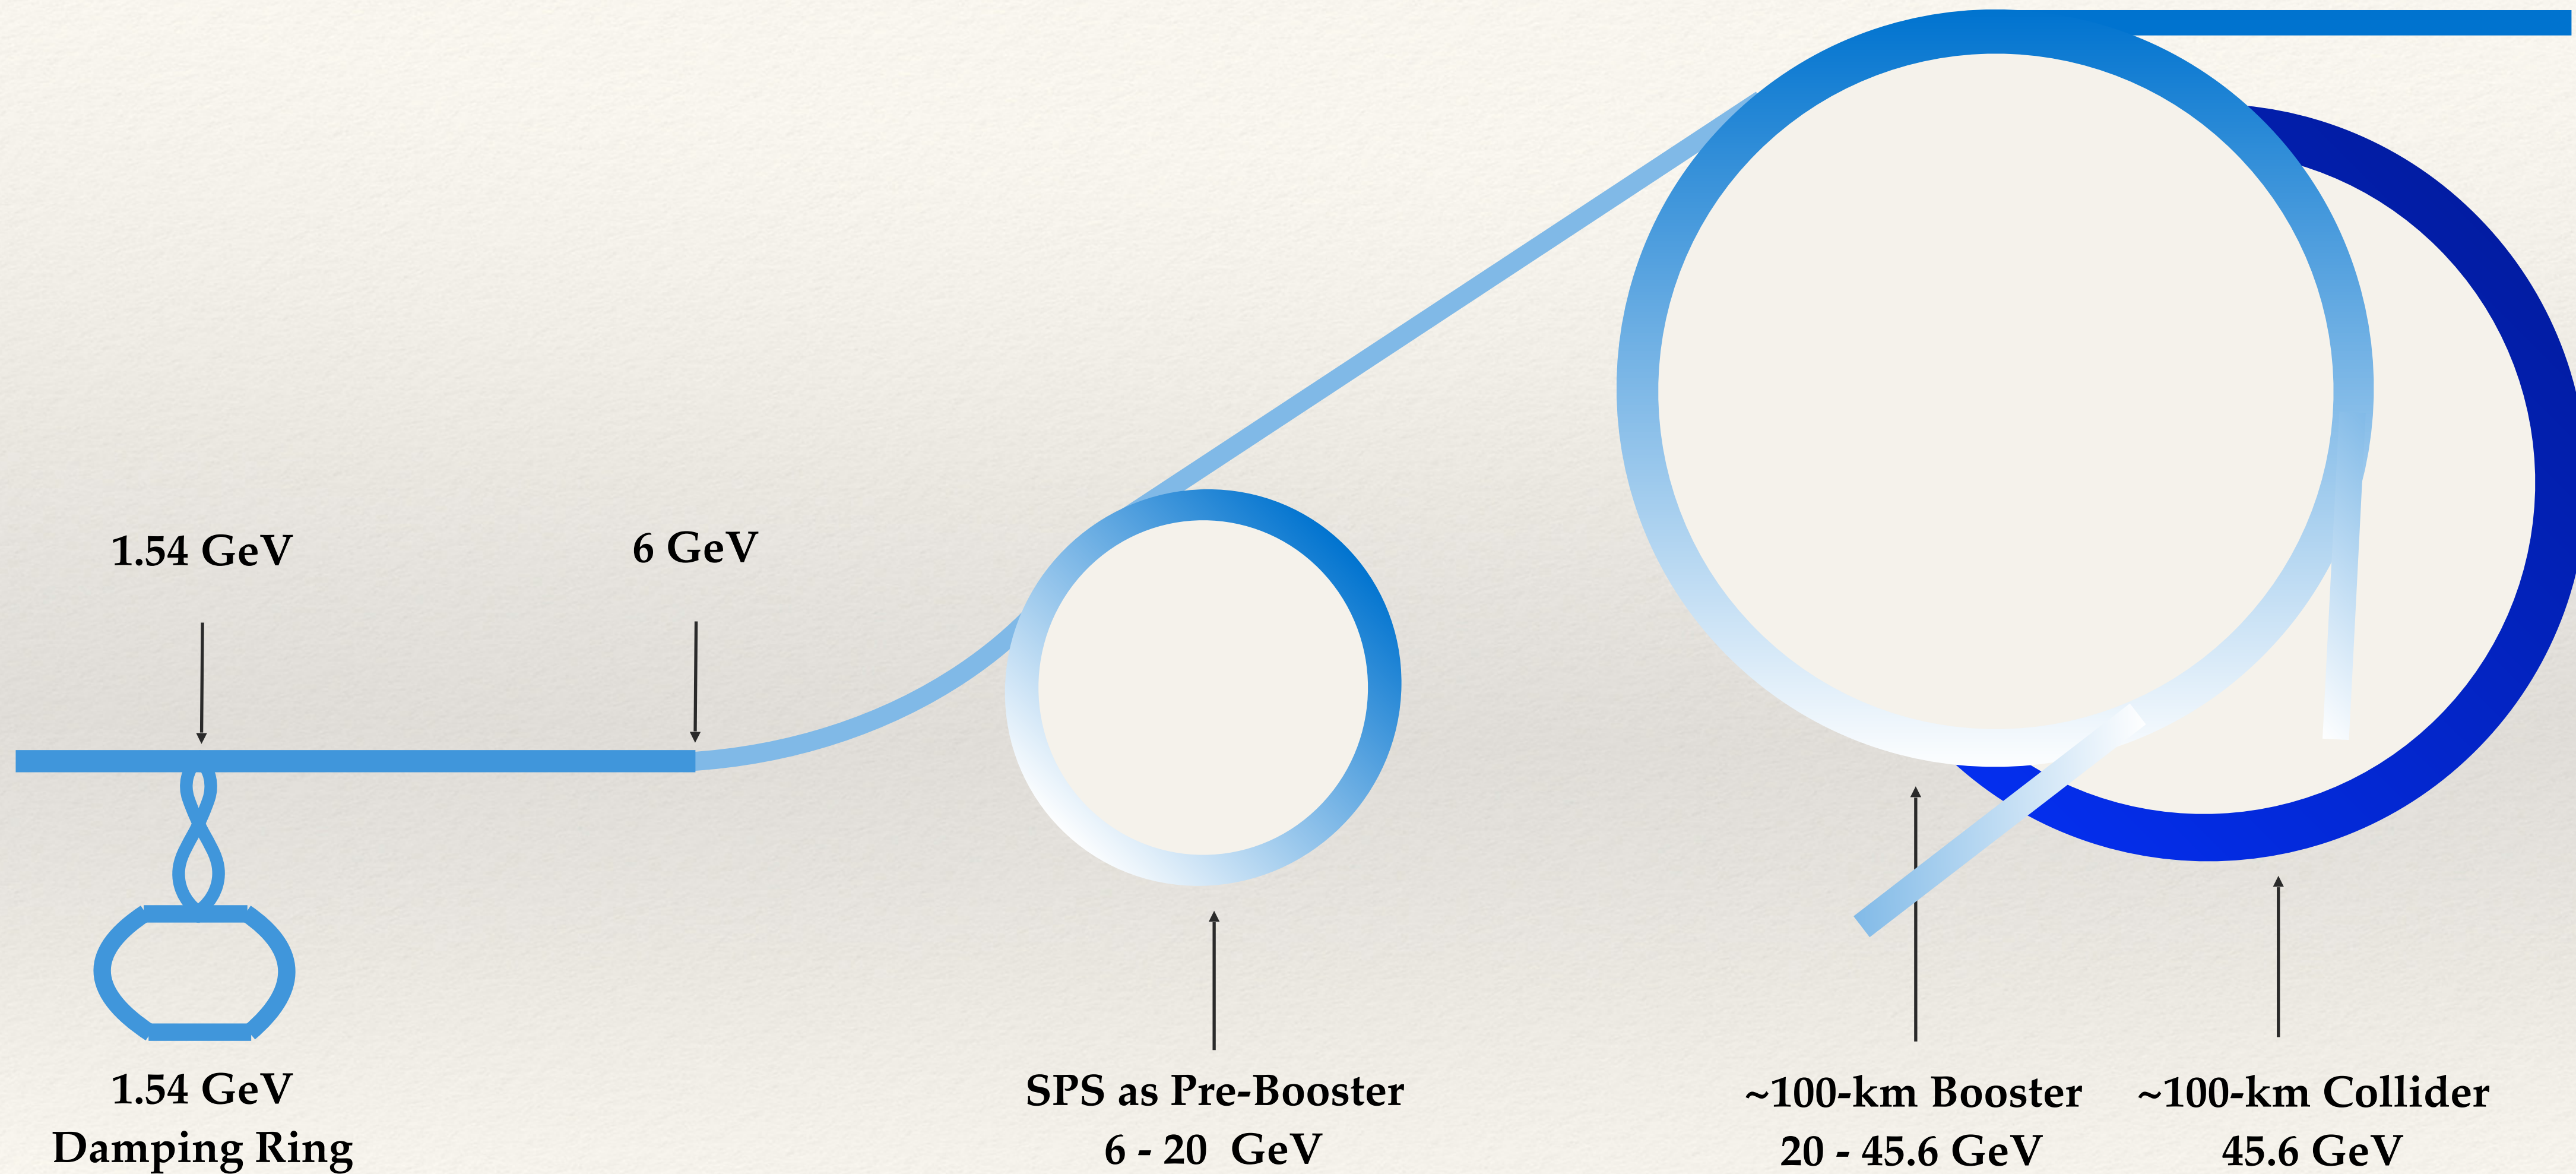 1.54 GeV
6 GeV
1.54 GeV
Damping Ring
SPS as Pre-Booster
6 - 20 GeV
~100-km Booster
20 - 45.6 GeV
~100-km Collider
45.6 GeV